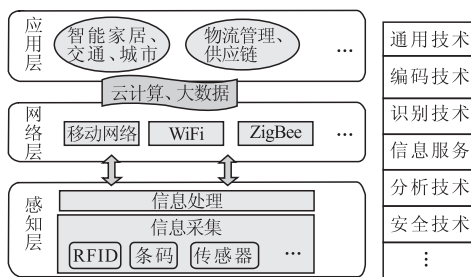 应用层
智能家居、
交通、城市
物流管理、
供应链
…
云计算、大数据
网络层
移动网络
WiFi
ZigBee
…
感知层
信息处理
信息采集
RFID
条码
传感器
…
通用技术
编码技术
识别技术
信息服务
分析技术
安全技术
⋮